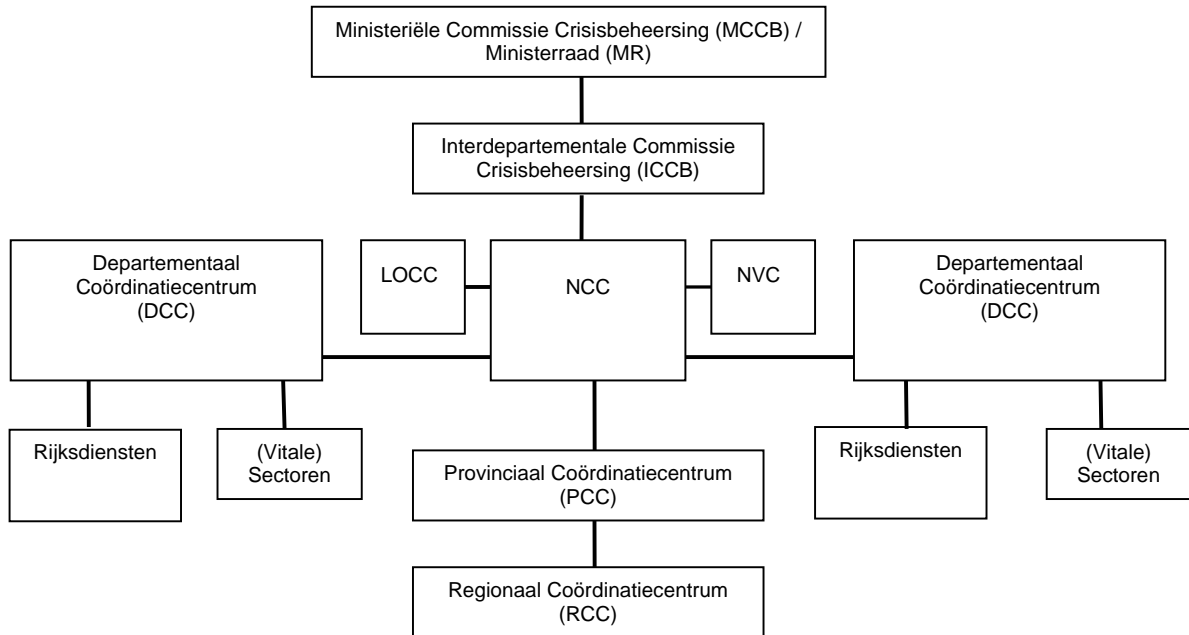 Ministeriële Commissie Crisisbeheersing (MCCB) /
Ministerraad (MR)
Interdepartementale Commissie
Crisisbeheersing (ICCB)
Departementaal
Coördinatiecentrum
(DCC)
LOCC
NCC
NVC
Departementaal
Coördinatiecentrum
(DCC)
Rijksdiensten
(Vitale)
Sectoren
Provinciaal Coördinatiecentrum
(PCC)
Rijksdiensten
(Vitale)
Sectoren
Regionaal Coördinatiecentrum
(RCC)